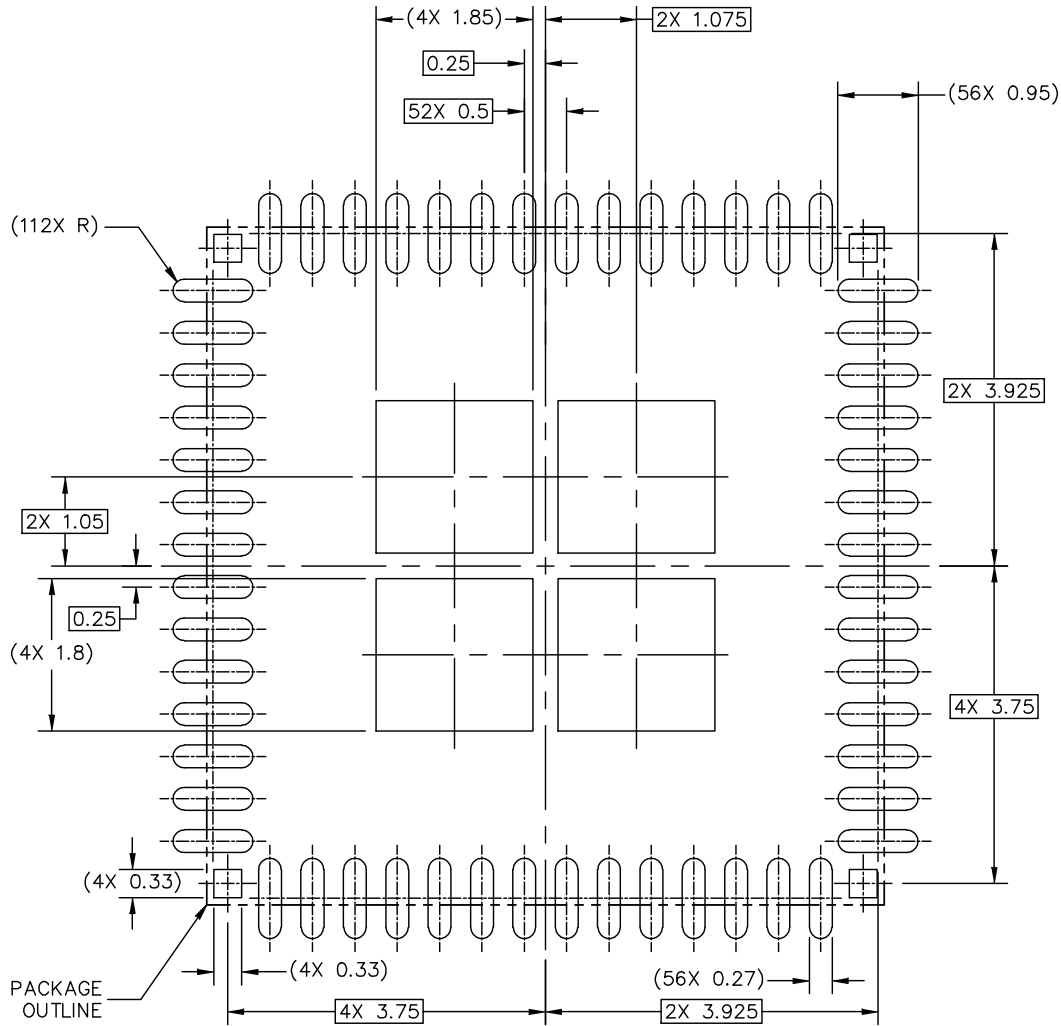 (4X 1.85)
2X 1.075
0.25
52X 0.5
(56X 0.95)
(112X R)
2X 3.925
2X 1.05
0.25
(4X 1.8)
4X 3.75
(4X 0.33)
(4X 0.33)
(56X 0.27)
PACKAGE
OUTLINE
4X 3.75
2X 3.925